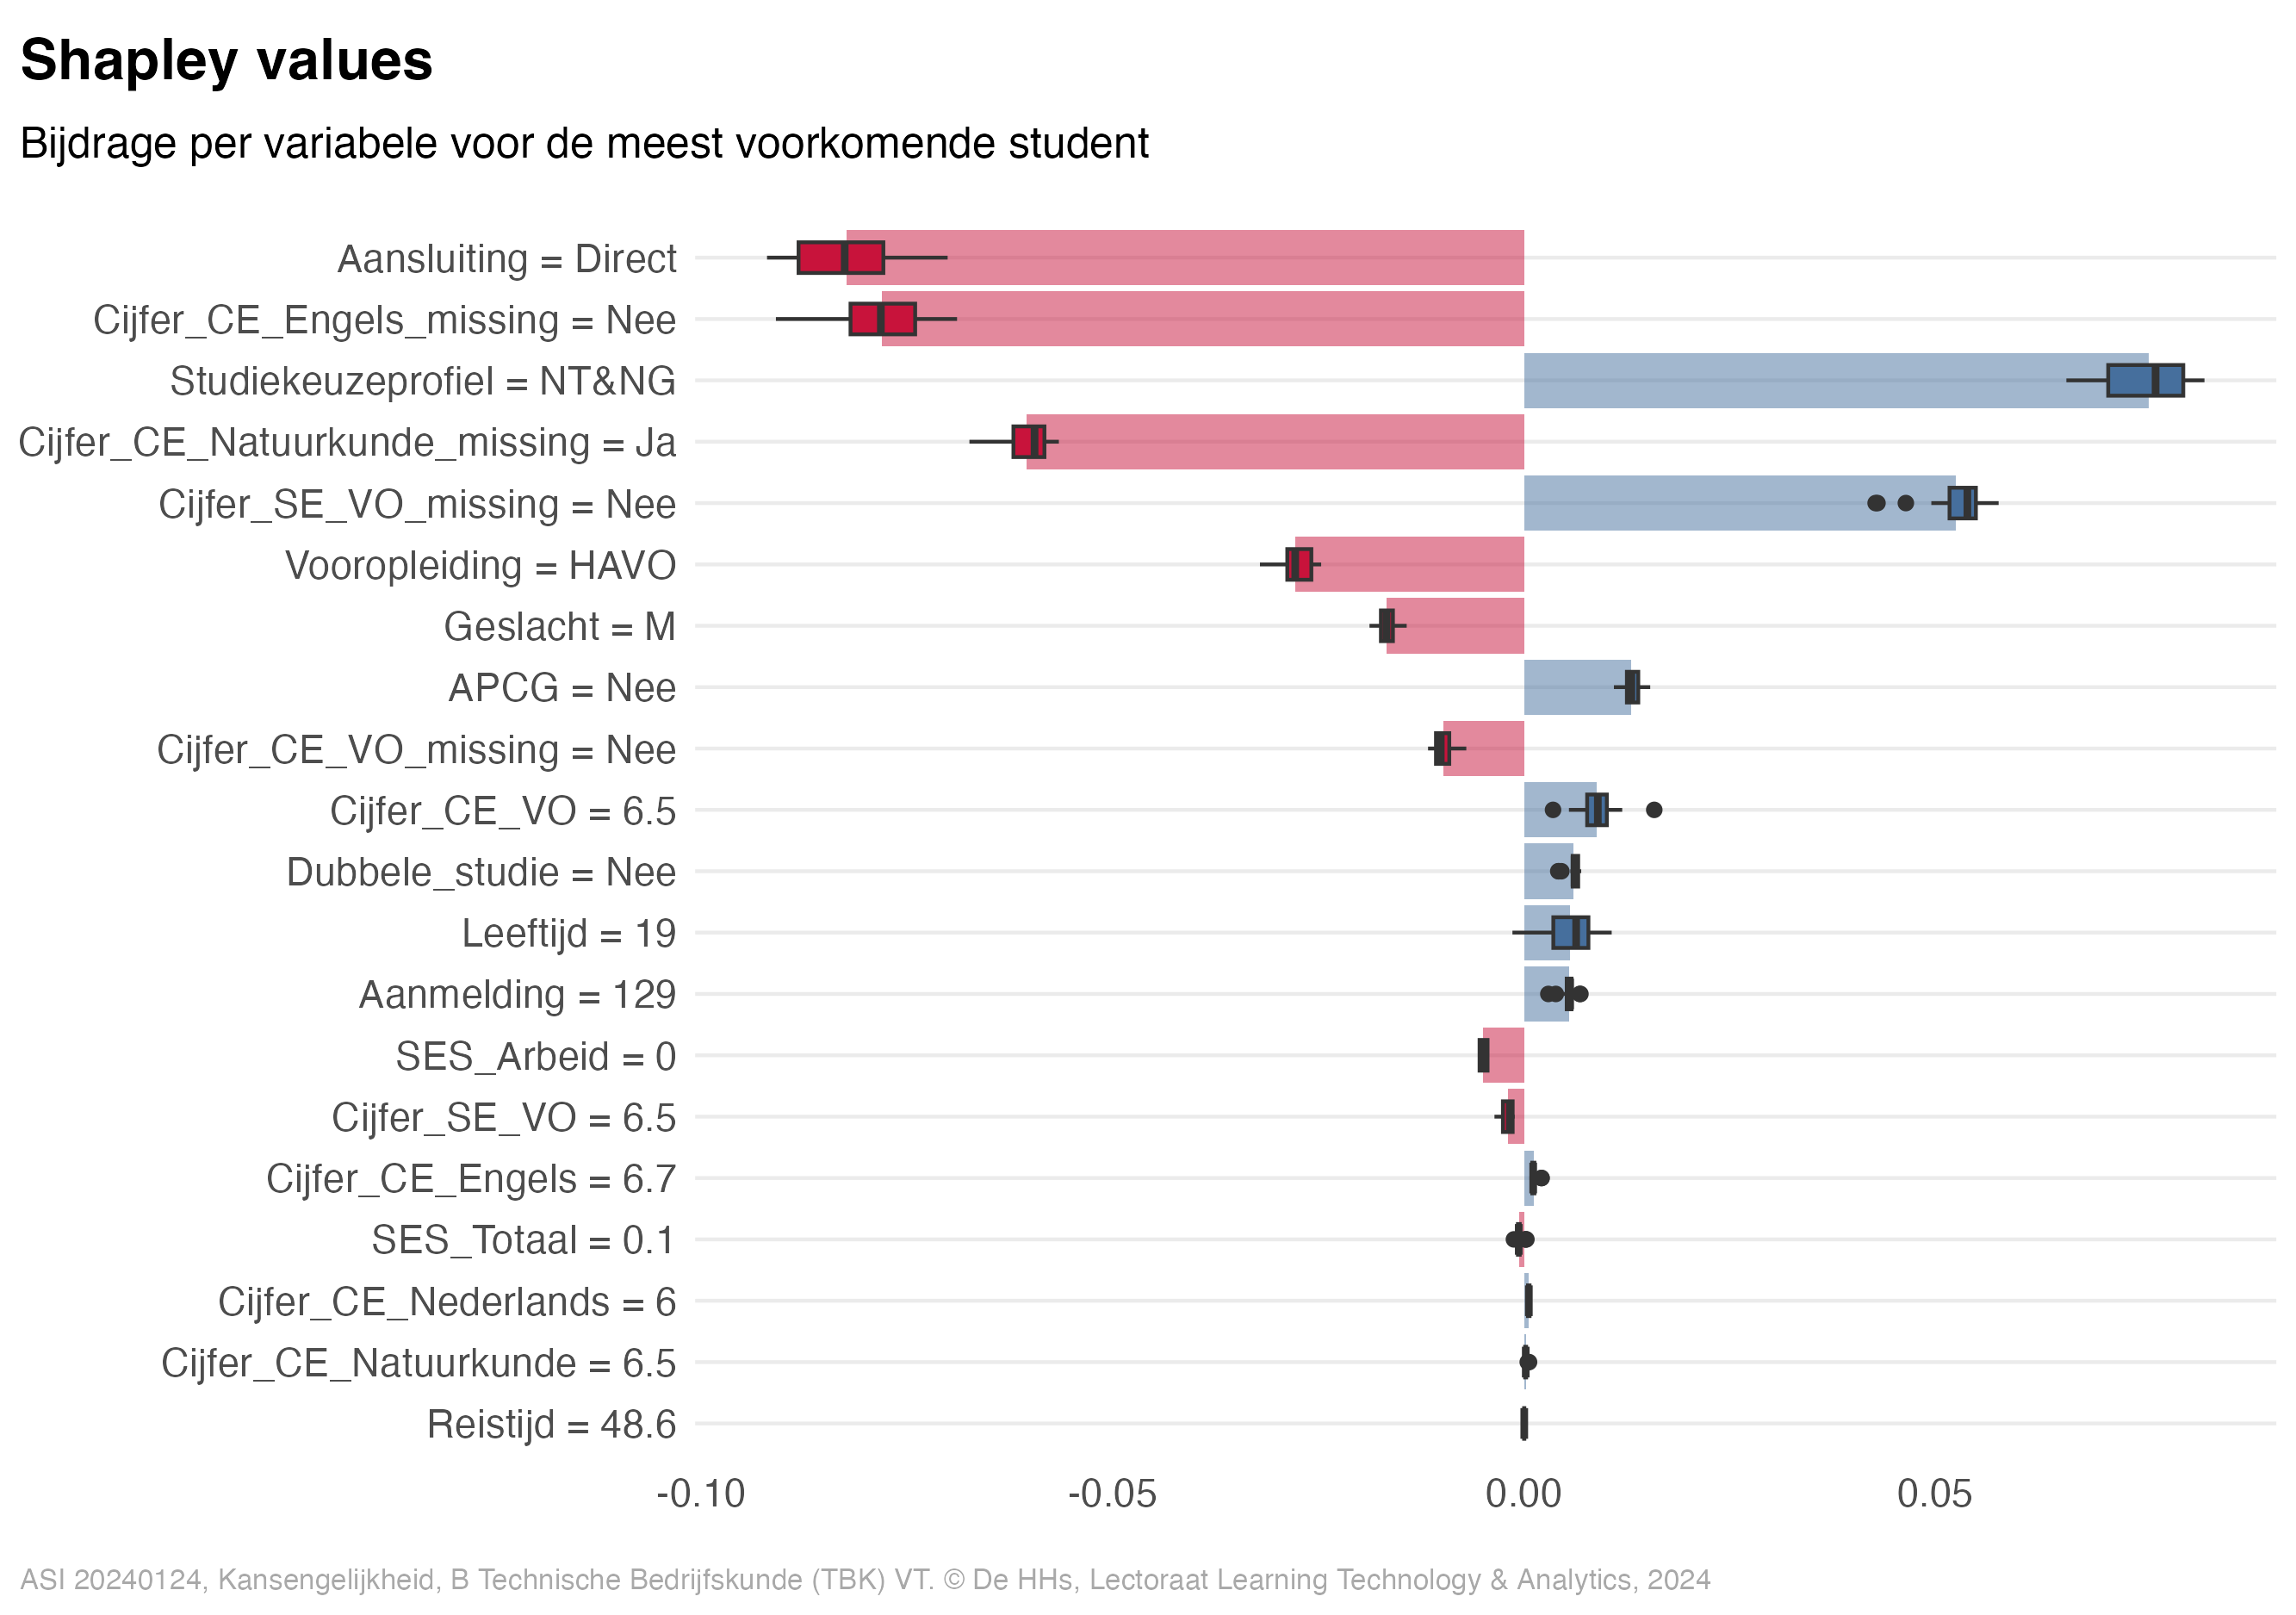 Shapley values
Bijdrage per variabele voor de meest voorkomende student
Aansluiting = Direct
Cijfer_CE_Engels_missing = Nee
Studiekeuzeprofiel = NT&NG
Cijfer_CE_Natuurkunde_missing = Ja
Cijfer_SE_VO_missing = Nee
Vooropleiding = HAVO
Geslacht = M
APCG = Nee
Cijfer_CE_VO_missing = Nee
Cijfer_CE_VO = 6.5
Dubbele_studie = Nee
Leeftijd = 19
Aanmelding = 129
SES_Arbeid = 0
Cijfer_SE_VO = 6.5
Cijfer_CE_Engels = 6.7
SES_Totaal = 0.1
Cijfer_CE_Nederlands = 6
Cijfer_CE_Natuurkunde = 6.5
Reistijd = 48.6
-0.10 -0.05 0.00 0.05
ASI 20240124, Kansengelijkheid, B Technische Bedrijfskunde (TBK) VT. © De HHs, Lectoraat Learning Technology & Analytics, 2024